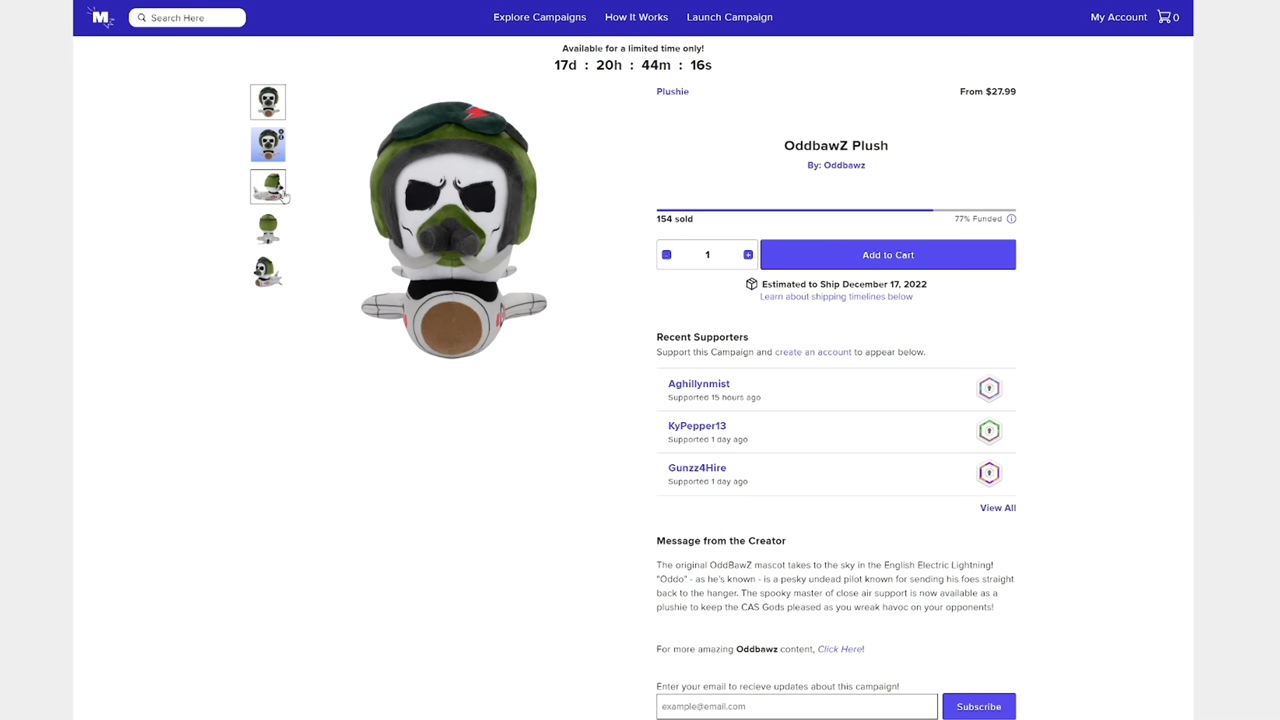 M
Search Here
Explore Campaigns
How It Works
Launch Campaign
My Account
0
Available for a limited time only!
17d : 20h : 44m : 16s
Plushie
From $27.99
OddbawZ Plush
By: Oddbawz
154 sold
77% Funded
1
Add to Cart
Estimated to Ship December 17, 2022
Learn about shipping timelines below
Recent Supporters
Support this Campaign and create an account to appear below.
Aghillynmist
Supported 15 hours ago
KyPepper13
Supported 1 day ago
Gunzz4Hire
Supported 1 day ago
View All
Message from the Creator
The original OddBawZ mascot takes to the sky in the English Electric Lightning!
"Oddo" - as he's known - is a pesky undead pilot known for sending his foes straight
back to the hanger. The spooky master of close air support is now available as a
plushie to keep the CAS Gods pleased as you wreak havoc on your opponents!
For more amazing Oddbawz content, Click Here!
Enter your email to recieve updates about this campaign!
example@email.com
Subscribe